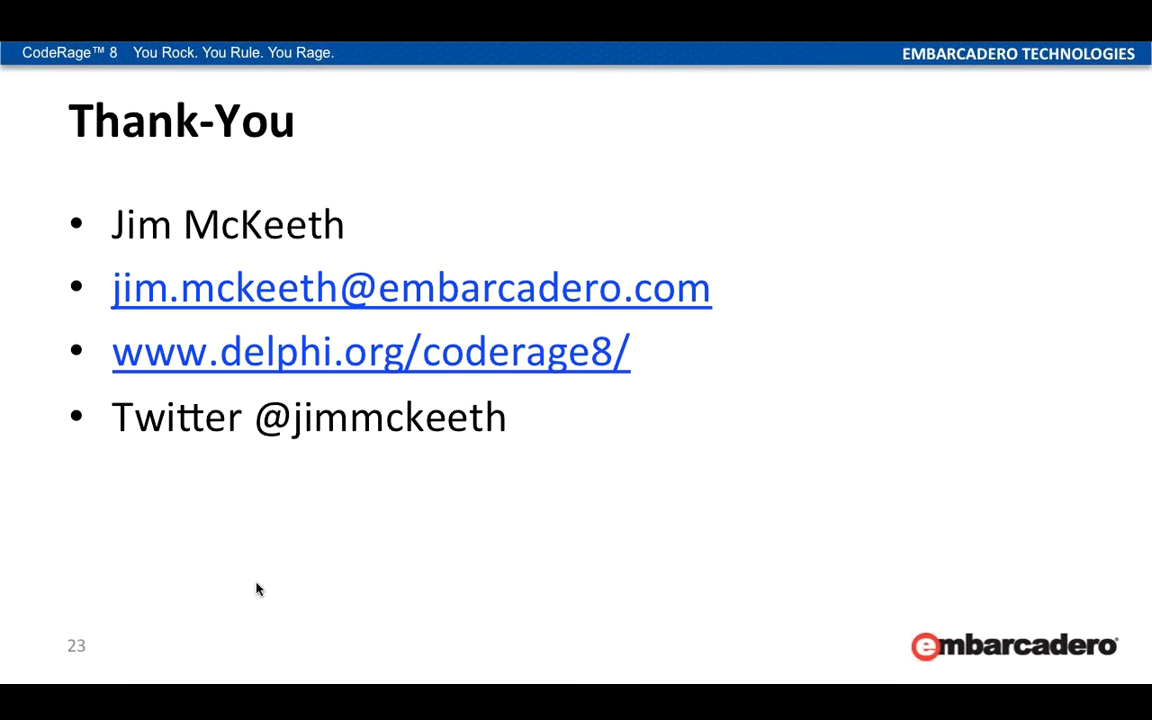 CodeRage™ 8 You Rock. You Rule. You Rage.
EMBARCADERO TECHNOLOGIES
Thank-You
• Jim McKeeth
• jim.mckeeth@embarcadero.com
• www.delphi.org/coderage8/
• Twitter @jimmckeeth
23
embarcadero®